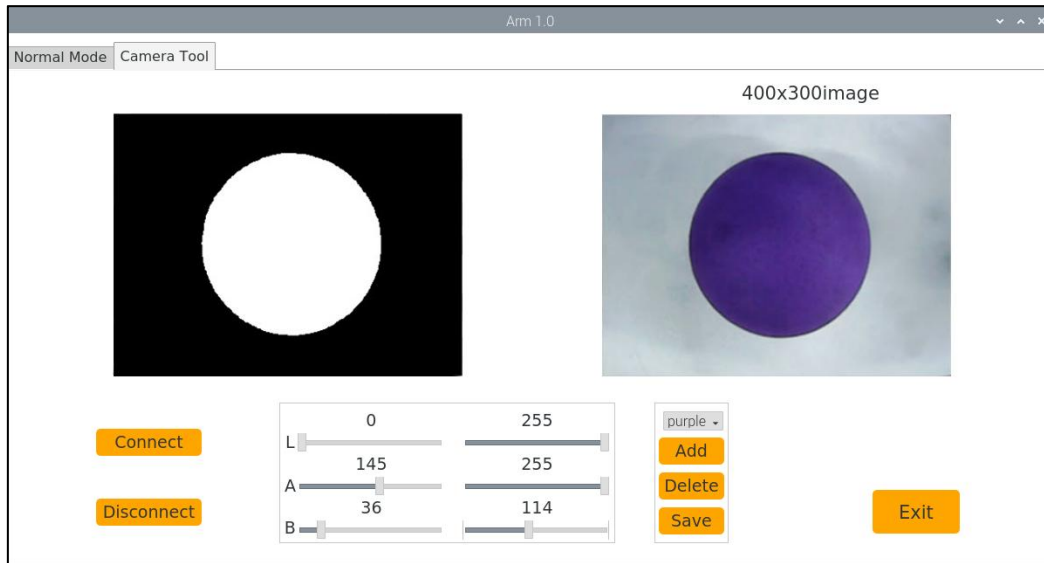 Arm 1.0
Normal Mode Camera Tool
400x300image
Connect
Disconnect
0 255
L
145 255
A
36 114
B
purple
Add
Delete
Save
Exit